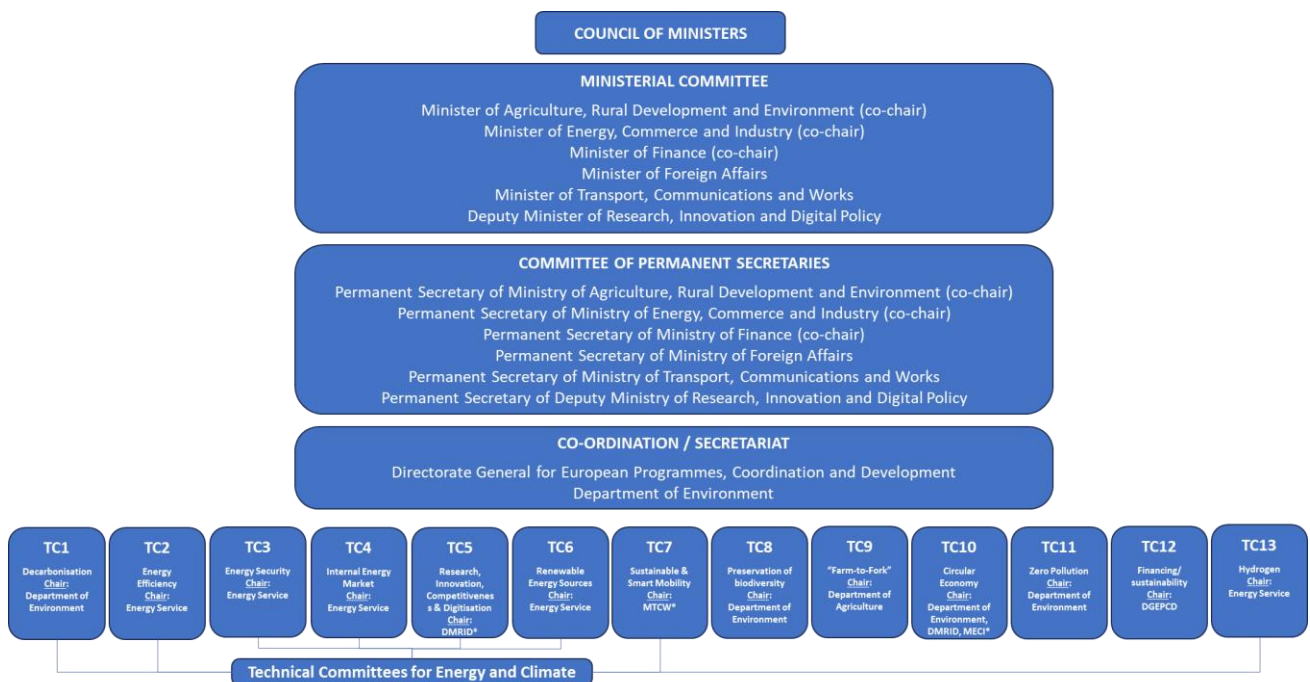 COUNCIL OF MINISTERS
MINISTERIAL COMMITTEE
Minister of Agriculture, Rural Development and Environment (co-chair)
Minister of Energy, Commerce and Industry (co-chair)
Minister of Finance (co-chair)
Minister of Foreign Affairs
Minister of Transport, Communications and Works
Deputy Minister of Research, Innovation and Digital Policy
COMMITTEE OF PERMANENT SECRETARIES
Permanent Secretary of Ministry of Agriculture, Rural Development and Environment (co-chair)
Permanent Secretary of Ministry of Energy, Commerce and Industry (co-chair)
Permanent Secretary of Ministry of Finance (co-chair)
Permanent Secretary of Ministry of Foreign Affairs
Permanent Secretary of Ministry of Transport, Communications and Works
Permanent Secretary of Deputy Ministry of Research, Innovation and Digital Policy
CO-ORDINATION / SECRETARIAT
Directorate General for European Programmes, Coordination and Development
Department of Environment
TC1
Decarbonisation
Chair:
Department of
Environment
TC2
Energy
Efficiency
Chair:
Energy Service
TC3
Energy Security
Chair:
Energy Service
TC4
Internal Energy
Market
Chair:
Energy Service
TC5
Research,
Innovation,
Competitivenes
s & Digitisation
Chair:
DMRID*
TC6
Renewable
Energy Sources
Chair:
Energy Service
TC7
Sustainable &
Smart Mobility
Chair:
MTCW*
TC8
Preservation of
biodiversity
Chair:
Department of
Environment
TC9
"Farm-to-Fork"
Chair:
Department of
Agriculture
TC10
Circular
Economy
Chair:
Department of
Environment,
DMRID, MECI*
TC11
Zero Pollution
Chair:
Department of
Environment
TC12
Financing/
sustainability
Chair:
DGEPCD
TC13
Hydrogen
Chair:
Energy Service
Technical Committees for Energy and Climate